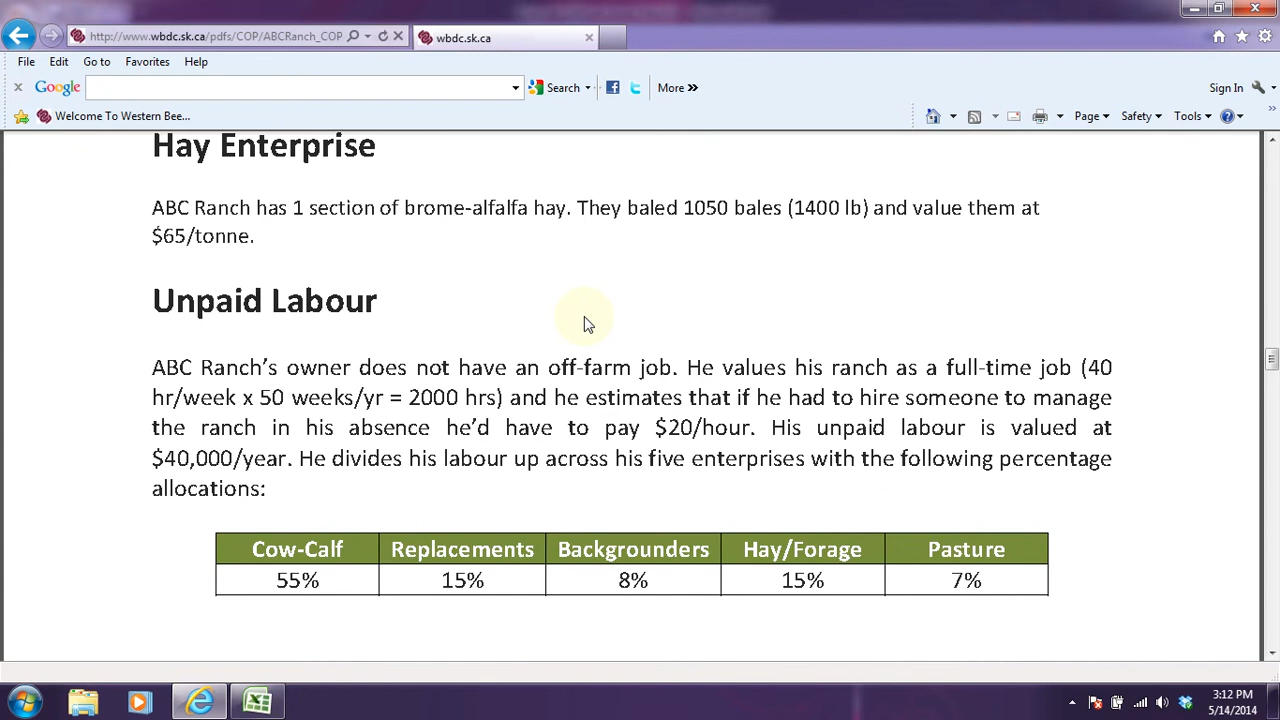 http://www.wbdc.sk.ca/pdfs/COP/ABCRanch_COP
wbdc.sk.ca
File Edit Go to Favorites Help
x Google Search More »
Sign In
Welcome To Western Bee...
Page Safety Tools
Hay Enterprise
ABC Ranch has 1 section of brome-alfalfa hay. They baled 1050 bales (1400 lb) and value them at
$65/tonne.
Unpaid Labour
ABC Ranch's owner does not have an off-farm job. He values his ranch as a full-time job (40
hr/week x 50 weeks/yr = 2000 hrs) and he estimates that if he had to hire someone to manage
the ranch in his absence he'd have to pay $20/hour. His unpaid labour is valued at
$40,000/year. He divides his labour up across his five enterprises with the following percentage
allocations:
Cow-Calf Replacements Backgrounders Hay/Forage Pasture
55% 15% 8% 15% 7%
3:12 PM
5/14/2014